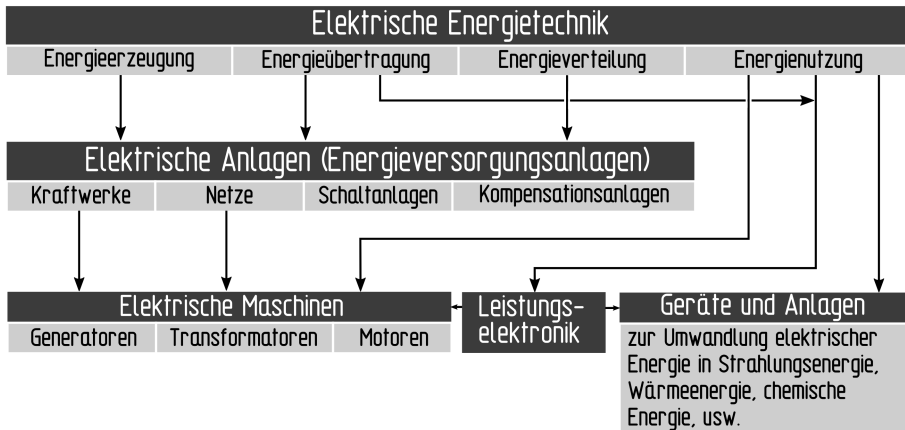 Elektrische Energietechnik
Energieerzeugung Energieübertragung Energieverteilung Energienutzung
Elektrische Anlagen (Energieversorgungsanlagen)
Kraftwerke Netze Schaltanlagen Kompensationsanlagen
Elektrische Maschinen
Generatoren Transformatoren Motoren
Leistungs-
elektronik
Geräte und Anlagen
zur Umwandlung elektrischer
Energie in Strahlungsenergie,
Wärmeenergie, chemische
Energie, usw.